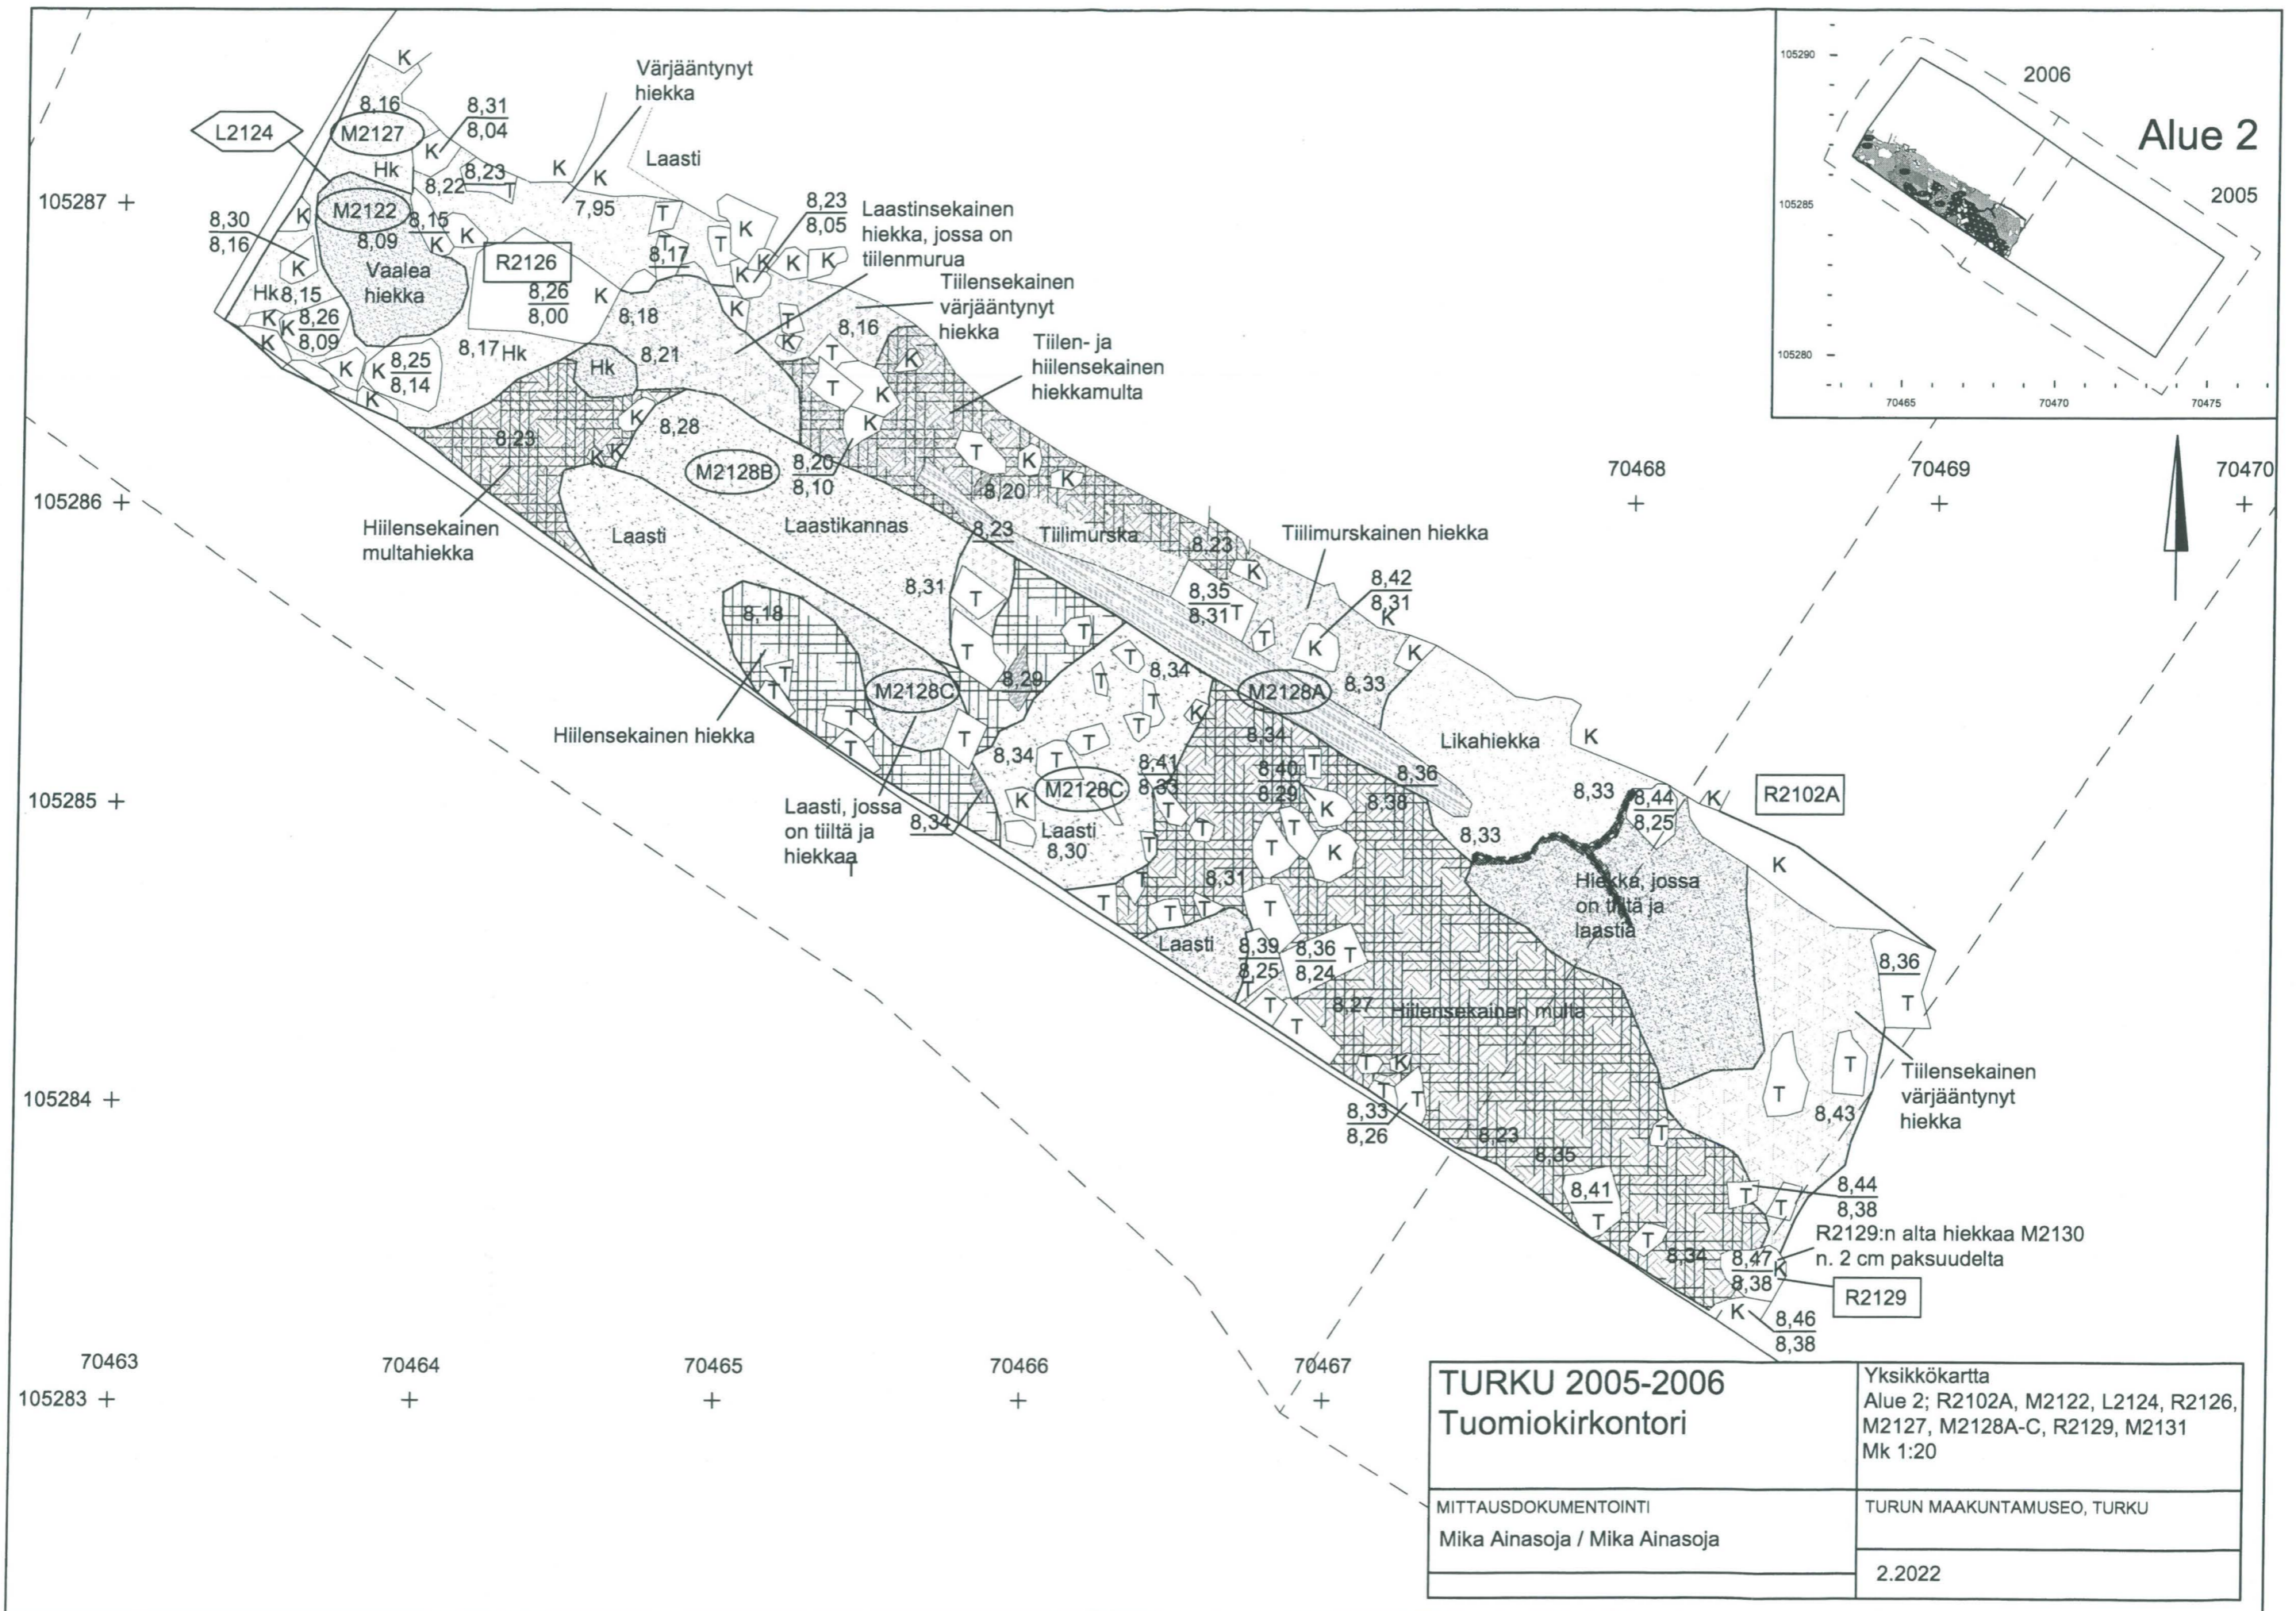 105290
2006
Alue 2
2005
105285
105280
70465
70470
70475
K
8,16
M2127
L2124
8,31
8,04
K
Hk
8,23
T
8,22
Värjääntynyt
hiekka
K
K
Laasti
105287
8,30
8,16
K
M2122
8,15
8,09
K
K
7,95
Vaalea
hiekka
R2126
8,26
8,00
K
T
T
8,17
T
K
8,23
8,05
K
K
K
K
Laastinsekainen
hiekka, jossa on
tiilenmurua
Tiilensekainen
värjääntynyt
hiekka
Tiilen- ja
hiilensekainen
hiekkamulta
K
Hk
8,15
K
K
8,26
8,09
K
K
K
8,25
8,14
K
8,17
Hk
8,18
8,21
Hk
K
T
K
8,16
T
T
K
K
K
8,23
K
K
K
8,28
M2128B
8,20
8,10
T
K
K
8,20
70468
70469
70470
105286
Hiilensekainen
multahiekka
Laasti
Laastikannas
8,23
Tiilimurska
8,23
K
Tiilimurskainen hiekka
8,31
T
8,35
8,31
T
T
8,42
8,31
K
K
K
8,18
T
T
T
T
8,29
T
8,34
T
T
T
K
M2128C
M2128A
8,33
Hiilensekainen hiekka
T
T
T
8,34
T
T
8,34
Likahiekka
K
8,41
8,33
8,40
8,29
T
K
8,36
8,38
M2128C
K
105285
Laasti, jossa
on tiiltä ja
hiekkaa
T
8,34
Laasti
8,30
T
T
T
T
T
K
8,33
8,33
8,44
8,25
K
R2102A
K
T
T
T
T
8,31
T
Hiekka, jossa
on tiiltä ja
laastia
Laasti
8,39
8,25
8,36
8,24
T
T
T
T
8,27
Hiilensekainen multa
8,36
T
T
K
T
T
8,33
8,26
T
T
Tiilensekainen
värjääntynyt
hiekka
8,43
105284
8,23
8,35
T
8,41
T
T
T
8,44
8,38
T
8,34
8,47
8,38
K
R2129:n alta hiekkaa M2130
n. 2 cm paksuudelta
R2129
K
8,46
8,38
70463
70464
70465
70466
70467
105283
TURKU 2005-2006
Tuomiokirkontori
Yksikkökartta
Alue 2; R2102A, M2122, L2124, R2126,
M2127, M2128A-C, R2129, M2131
Mk 1:20
MITTAUSDOKUMENTOINTI
Mika Ainasoja / Mika Ainasoja
TURUN MAAKUNTAMUSEO, TURKU
2.2022